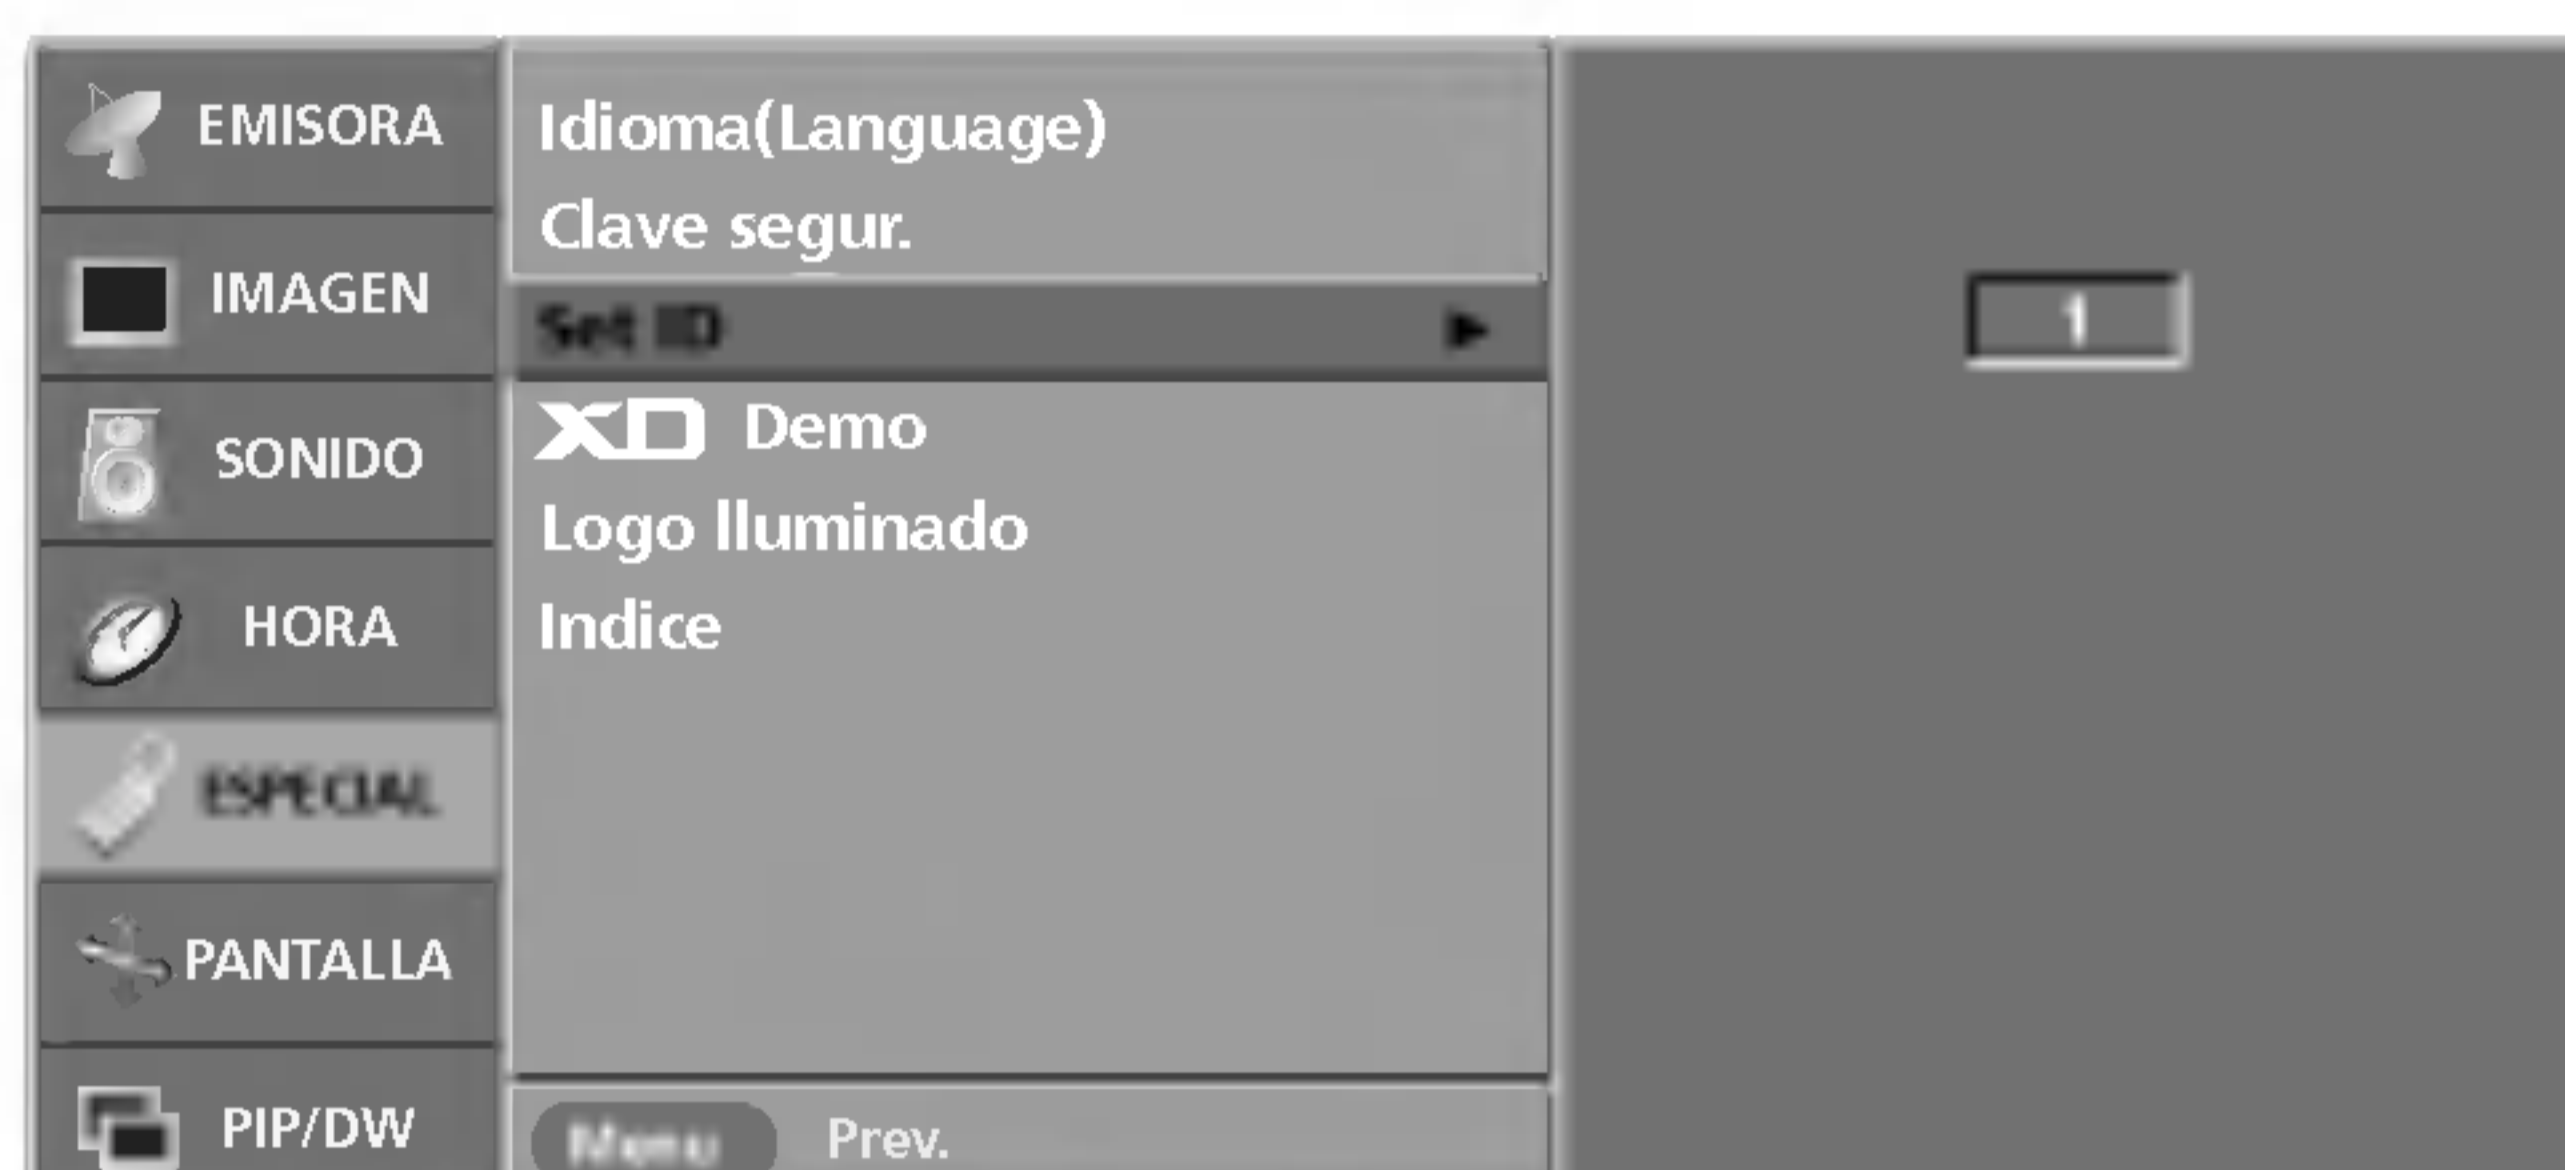 EMISORA
IMAGEN
SONIDO
HORA
ESPECIAL
PANTALLA
PIP/DW
Idioma(Language)
Clave segur.
Set ID
XD Demo
Logo Iluminado
Indice
Menu Prev.
1